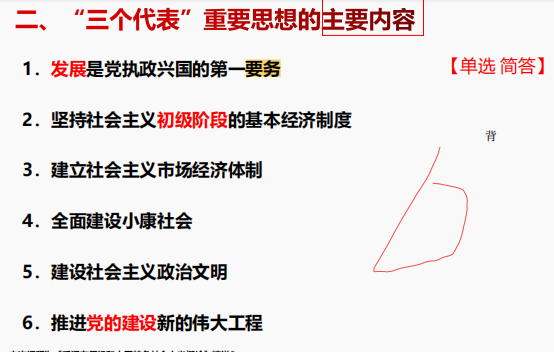 二、“三个代表”重要思想的主要内容
1．发展是党执政兴国的第一要务
【单选 简答】
2．坚持社会主义初级阶段的基本经济制度
背
3．建立社会主义市场经济体制
4．全面建设小康社会
5．建设社会主义政治文明
6．推进党的建设新的伟大工程